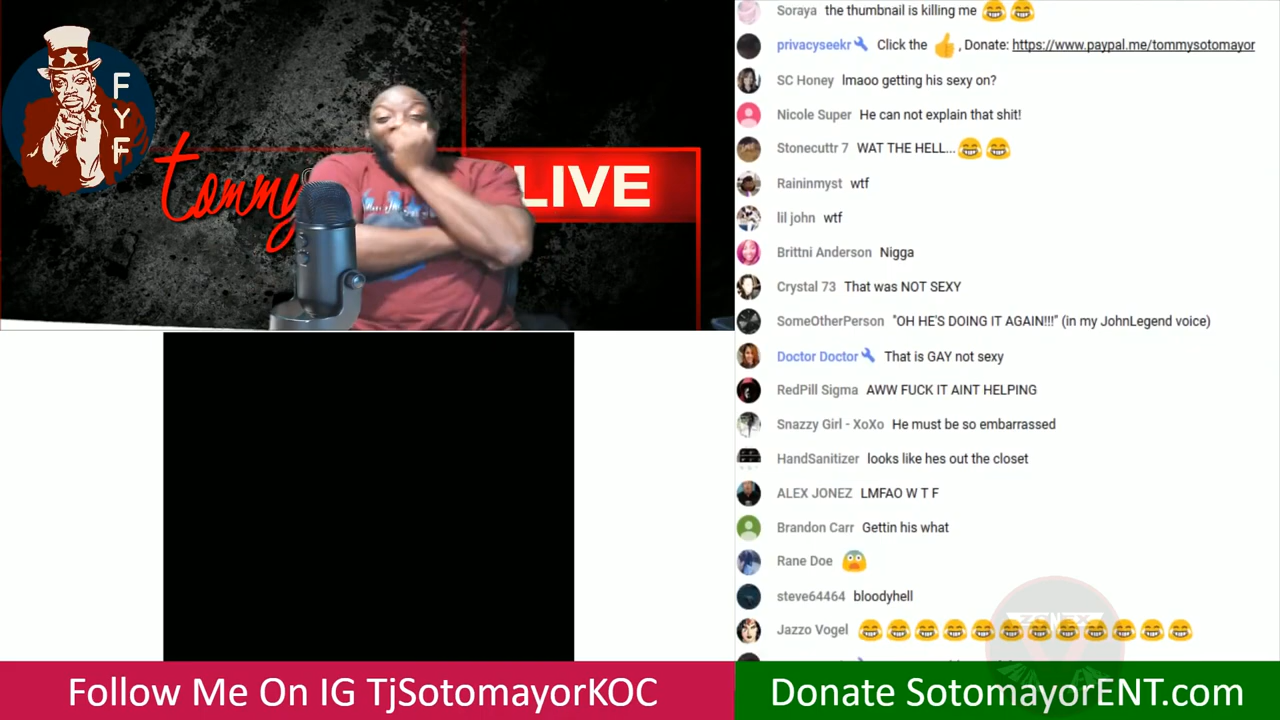 F
Y
F
tommy
LIVE
Soraya the thumbnail is killing me 😂 😂
privacyseekr Click the 👍 , Donate: https://www.paypal.me/tommysotomayor
SC Honey lmaoo getting his sexy on?
Nicole Super He can not explain that shit!
Stonecuttr 7 WAT THE HELL...😂 😂
Raininmyst wtf
lil john wtf
Brittni Anderson Nigga
Crystal 73 That was NOT SEXY
SomeOtherPerson "OH HE'S DOING IT AGAIN!!!" (in my JohnLegend voice)
Doctor Doctor That is GAY not sexy
RedPill Sigma AWW FUCK IT AINT HELPING
Snazzy Girl - XoXo He must be so embarrassed
HandSanitizer looks like hes out the closet
ALEX JONEZ LMFAO W T F
Brandon Carr Gettin his what
Rane Doe 😨
steve64464 bloodyhell
Jazzo Vogel 😂😂😂😂😂😂😂😂😂😂😂😂
Follow Me On IG TjSotomayorKOC
Donate SotomayorENT.com